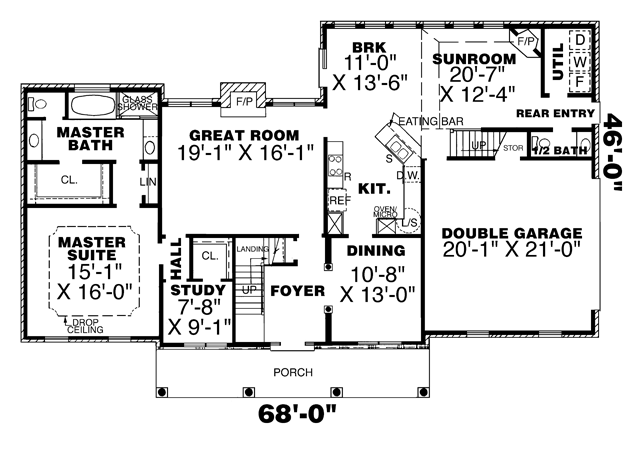 BRK
11'-0"
X 13'-6"
SUNROOM
20'-7"
X 12'-4"
F/P
UTIL
D
W
F
REAR ENTRY
1/2 BATH
UP
STOR
EATING BAR
S
D.W.
R
REF
KIT.
OVEN/
MICRO
L/S
GLASS
SHOWER
MASTER
BATH
CL.
LIN
F/P
GREAT ROOM
19'-1" X 16'-1"
MASTER
SUITE
15'-1"
X 16'-0"
DROP
CEILING
HALL
CL.
STUDY
7'-8"
X 9'-1"
LANDING
UP
FOYER
DINING
10'-8"
X 13'-0"
DOUBLE GARAGE
20'-1" X 21'-0"
46'-0"
PORCH
68'-0"